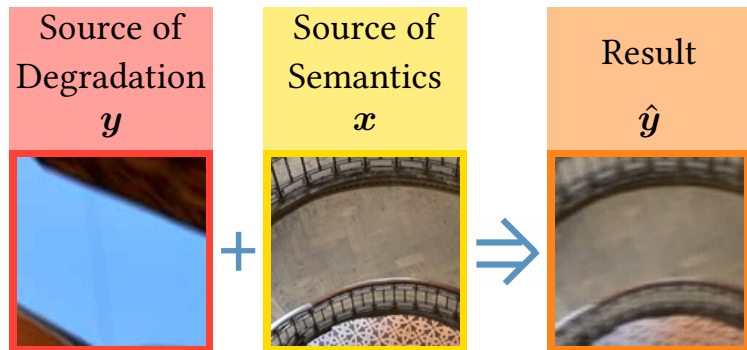 Source of
Degradation
y
+
Source of
Semantics
x
⇒
Result
ŷ